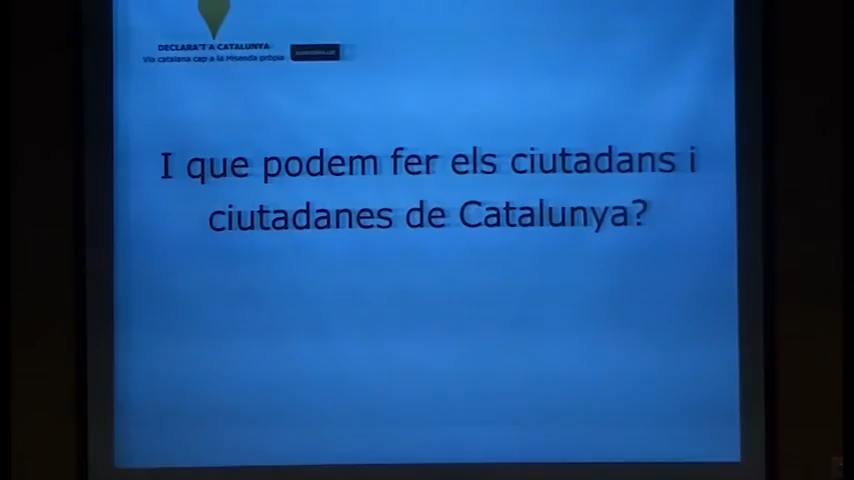 DECLARA'T A CATALUNYA
Via catalana cap a la Hisenda pròpia
I que podem fer els ciutadans i
ciutadanes de Catalunya?